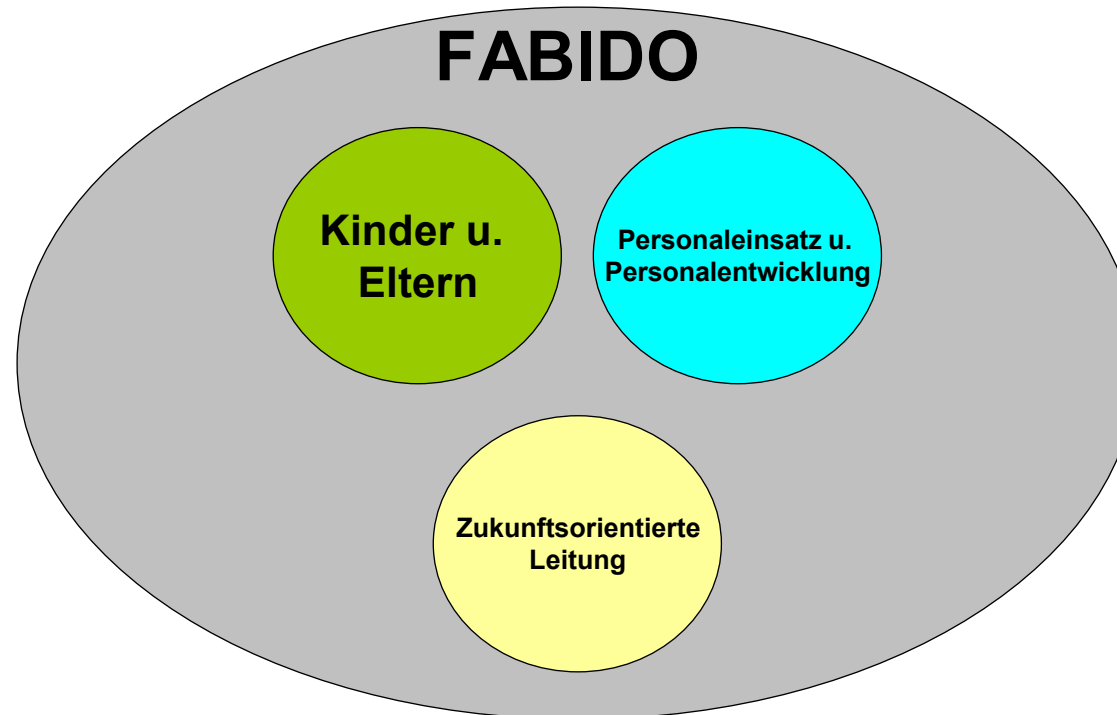 FABIDO
Kinder u.
Eltern
Personaleinsatz u.
Personalentwicklung
Zukunftsorientierte
Leitung